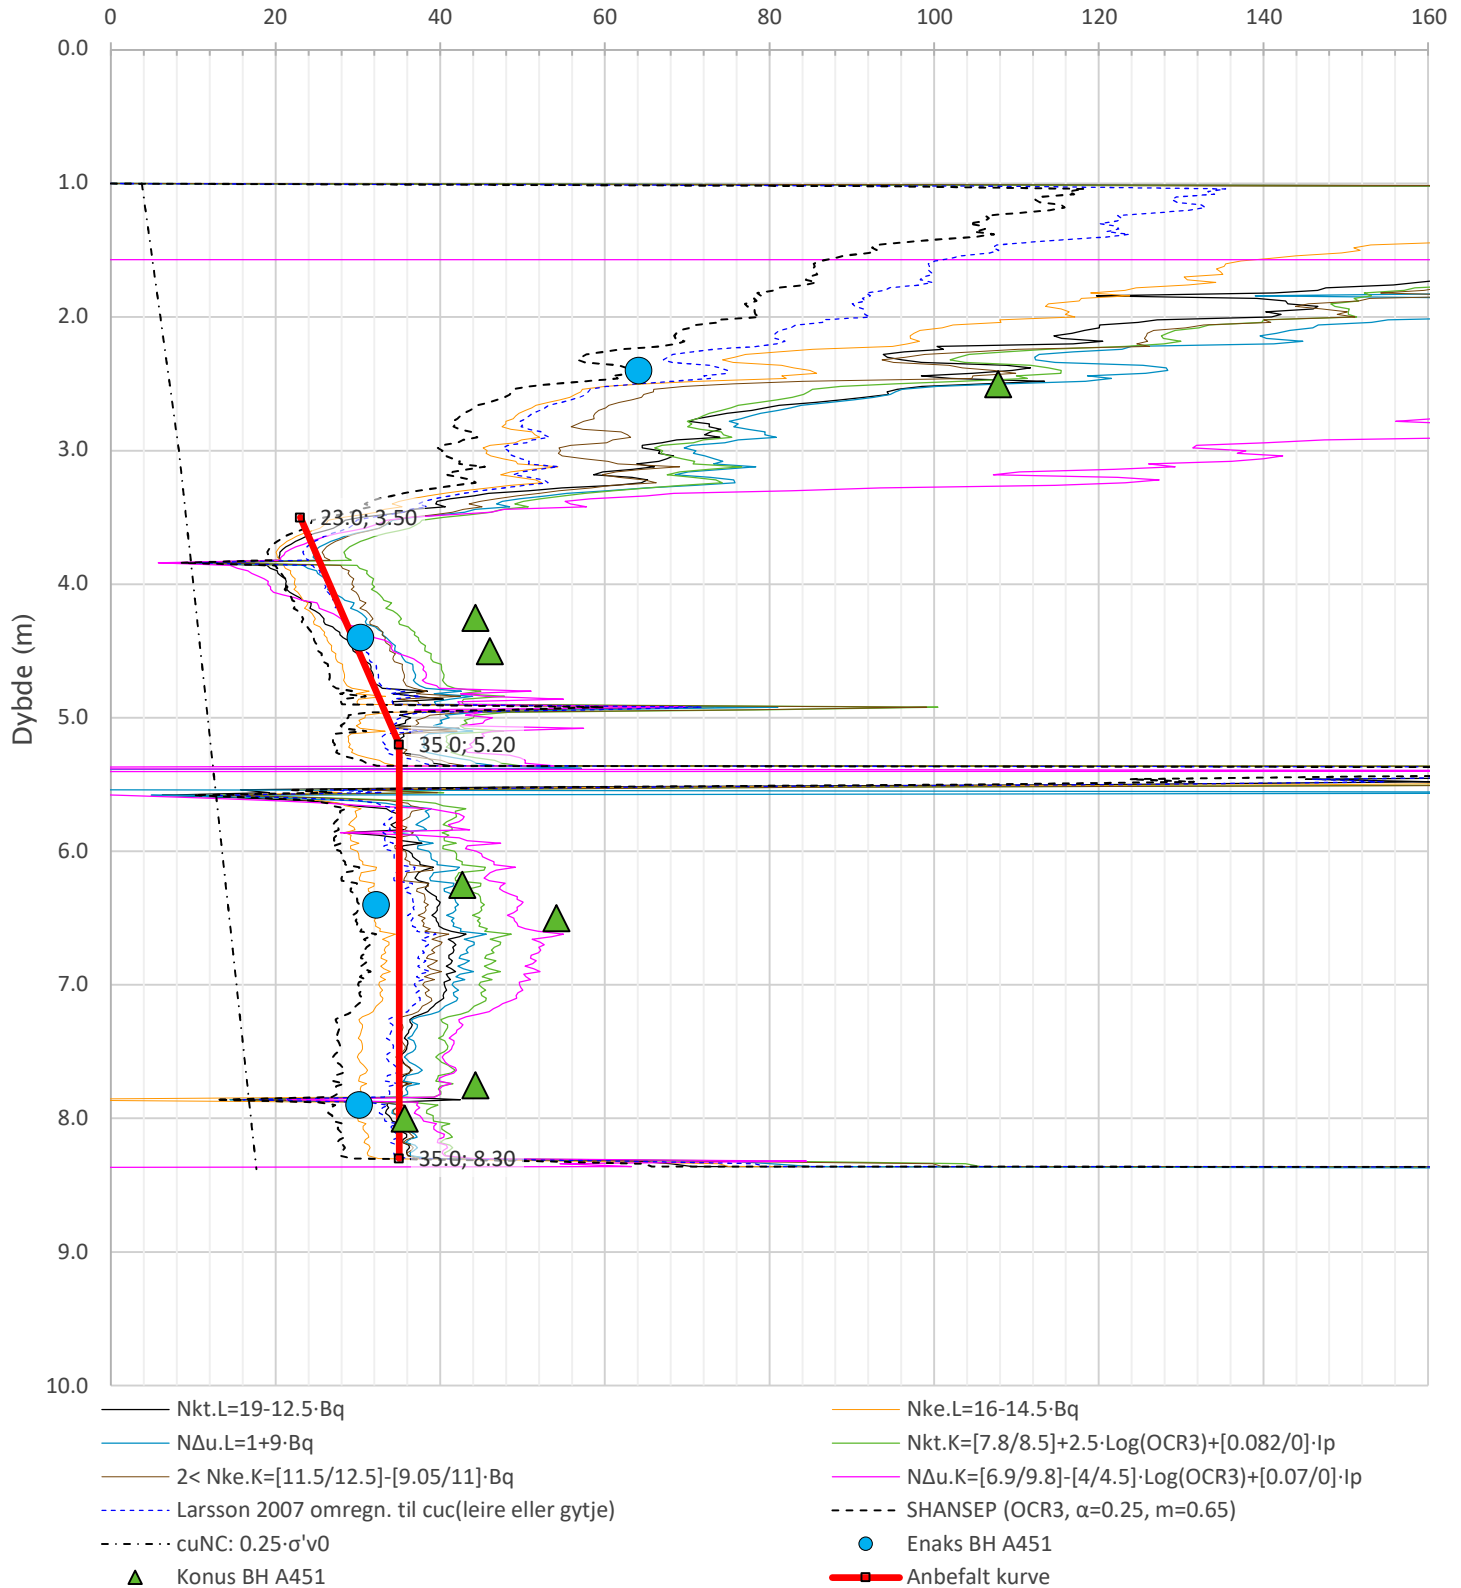 0 20 40 60 80 100 120 140 160
0.0
1.0
2.0
3.0
23.0; 3.50
4.0
5.0
35.0; 5.20
6.0
7.0
8.0
35.0; 8.30
9.0
10.0
Dybde (m)
Nkt.L=19-12.5·Bq
Nke.L=16-14.5·Bq
NΔu.L=1+9·Bq
Nkt.K=[7.8/8.5]+2.5·Log(OCR3)+[0.082/0]·Ip
2< Nke.K=[11.5/12.5]-[9.05/11]·Bq
NΔu.K=[6.9/9.8]-[4/4.5]·Log(OCR3)+[0.07/0]·Ip
Larsson 2007 omregn. til cuc(leire eller gytje)
SHANSEP (OCR3, α=0.25, m=0.65)
cuNC: 0.25·σ'v0
Enaks BH A451
Konus BH A451
Anbefalt kurve